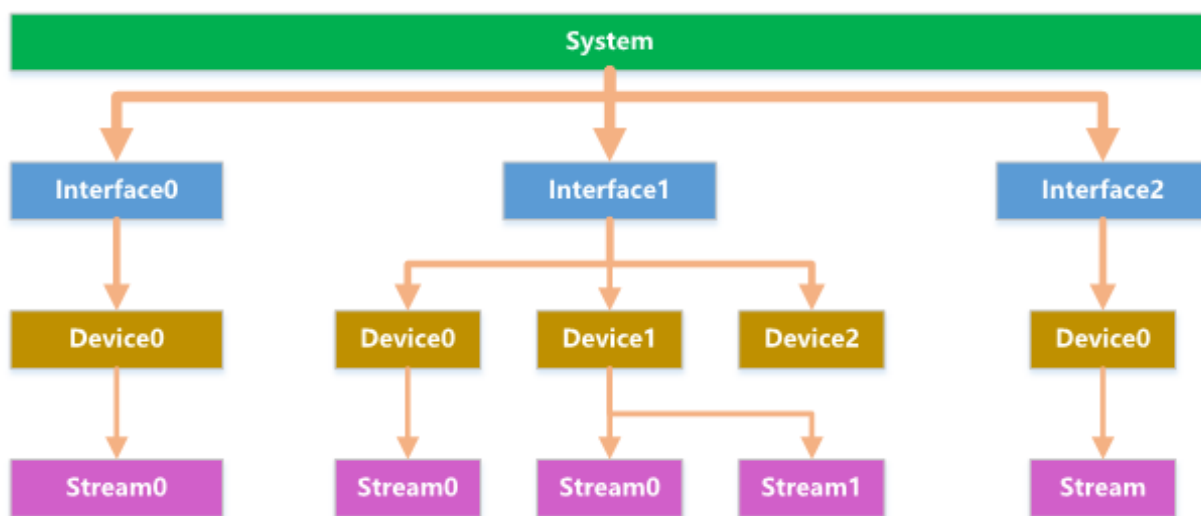 System
Interface0
Interface1
Interface2
Device0
Device0
Device1
Device2
Device0
Stream0
Stream0
Stream0
Stream1
Stream